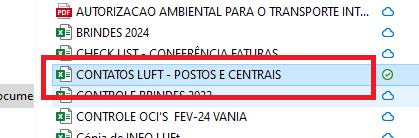 AUTORIZACAO AMBIENTAL PARA O TRANSPORTE INT...
BRINDES 2024
CHECK LIST - CONFERÊNCIA FATURAS
CONTATOS LUFT - POSTOS E CENTRAIS
ocume
CONTROLE BRINDES 2023
CONTROLE OCI'S FEV-24 VANIA
Cópia de INFO LUFt